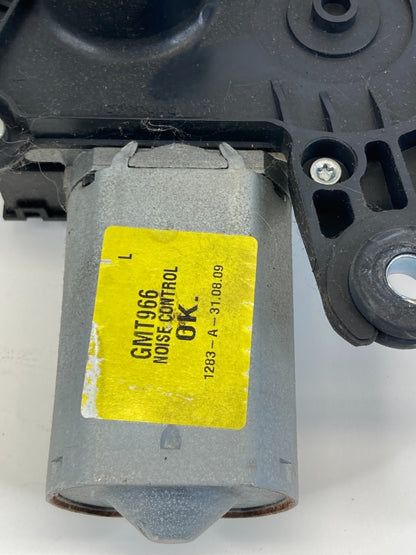 L
GMT966
NOISE CONTROL
OK.
1283-A-31.08.09